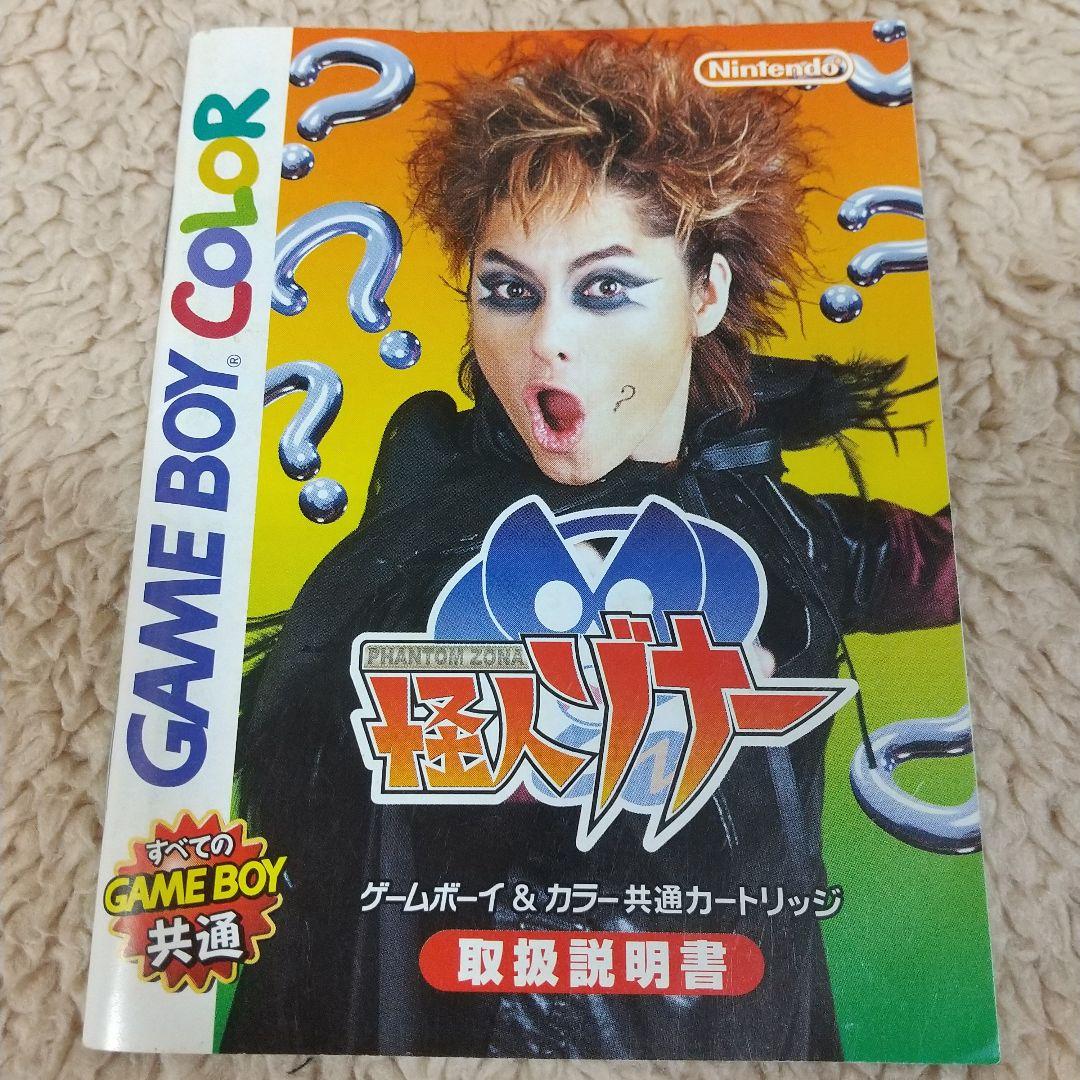 Nintendo
GAME BOY® COLOR
?
PHANTOM ZONA
怪人ゾナー
すべての
GAME BOY
共通
ゲームボーイ & カラー共通カートリッジ
取扱説明書